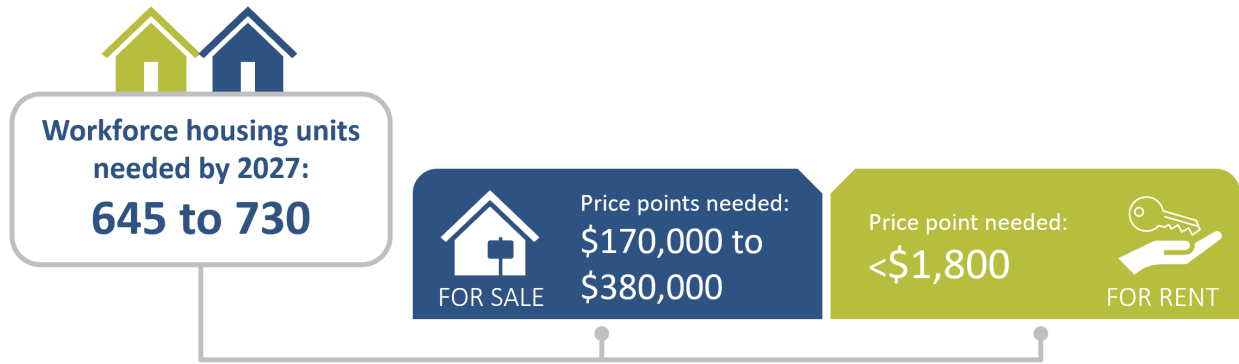 Workforce housing units
needed by 2027:
645 to 730
FOR SALE
Price points needed:
$170,000 to
$380,000
Price point needed:
<$1,800
FOR RENT